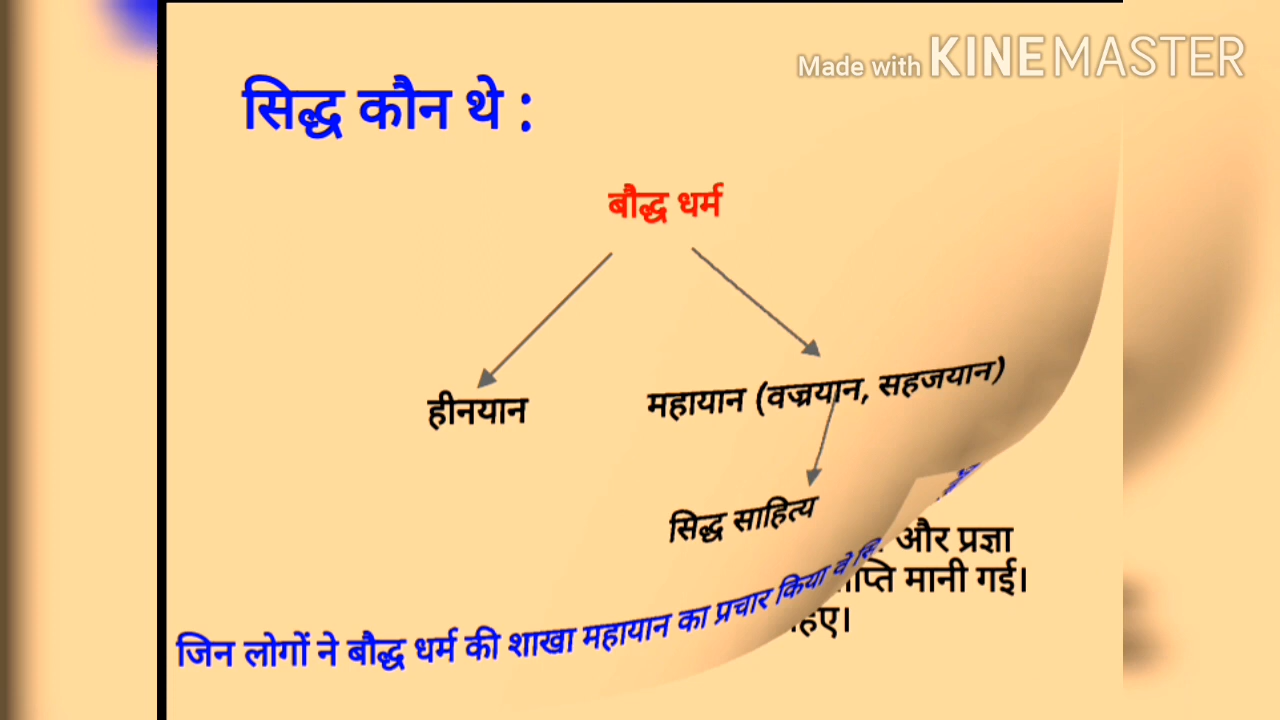 Made with KINEMASTER
सिद्ध कौन थे :
बौद्ध धर्म
हीनयान
महायान (वज्रयान, सहजयान)
सिद्ध साहित्य
और प्रज्ञा
मानी गई।
जिन लोगों ने बौद्ध धर्म की शाखा महायान का प्रचार किया वे